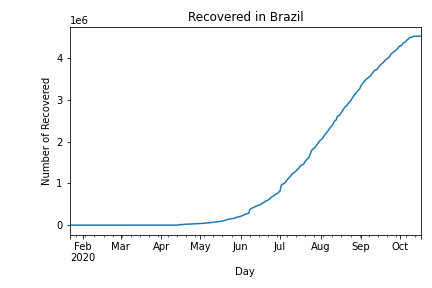 Recovered in Brazil
1e6
4
3
2
1
0
Number of Recovered
Feb Mar Apr May Jun Jul Aug Sep Oct
2020
Day